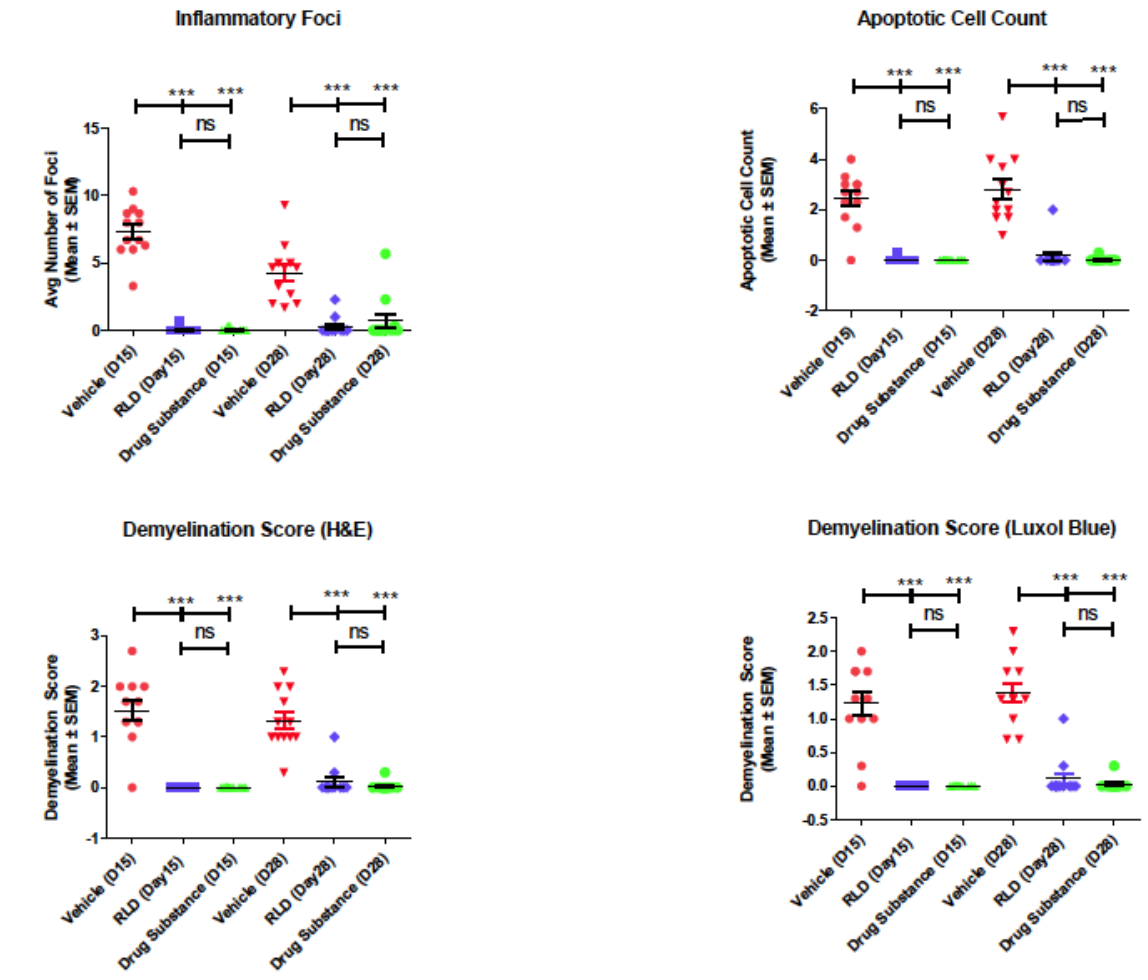 Inflammatory Foci
*** *** *** ***
ns ns
15
10
5
0
Avg Number of Foci
(Mean ± SEM)
Vehicle (D15)
RLD (Day15)
Drug Substance (D15)
Vehicle (D28)
RLD (Day28)
Drug Substance (D28)
Apoptotic Cell Count
*** *** *** ***
ns ns
6
4
2
0
-2
Apoptotic Cell Count
(Mean ± SEM)
Vehicle (D15)
RLD (Day15)
Drug Substance (D15)
Vehicle (D28)
RLD (Day28)
Drug Substance (D28)
Demyelination Score (H&E)
*** *** *** ***
ns ns
3
2
1
0
-1
Demyelination Score
(Mean ± SEM)
Vehicle (D15)
RLD (Day15)
Drug Substance (D15)
Vehicle (D28)
RLD (Day28)
Drug Substance (D28)
Demyelination Score (Luxol Blue)
*** *** *** ***
ns ns
2.5
2.0
1.5
1.0
0.5
0.0
-0.5
Demyelination Score
(Mean ± SEM)
Vehicle (D15)
RLD (Day15)
Drug Substance (D15)
Vehicle (D28)
RLD (Day28)
Drug Substance (D28)